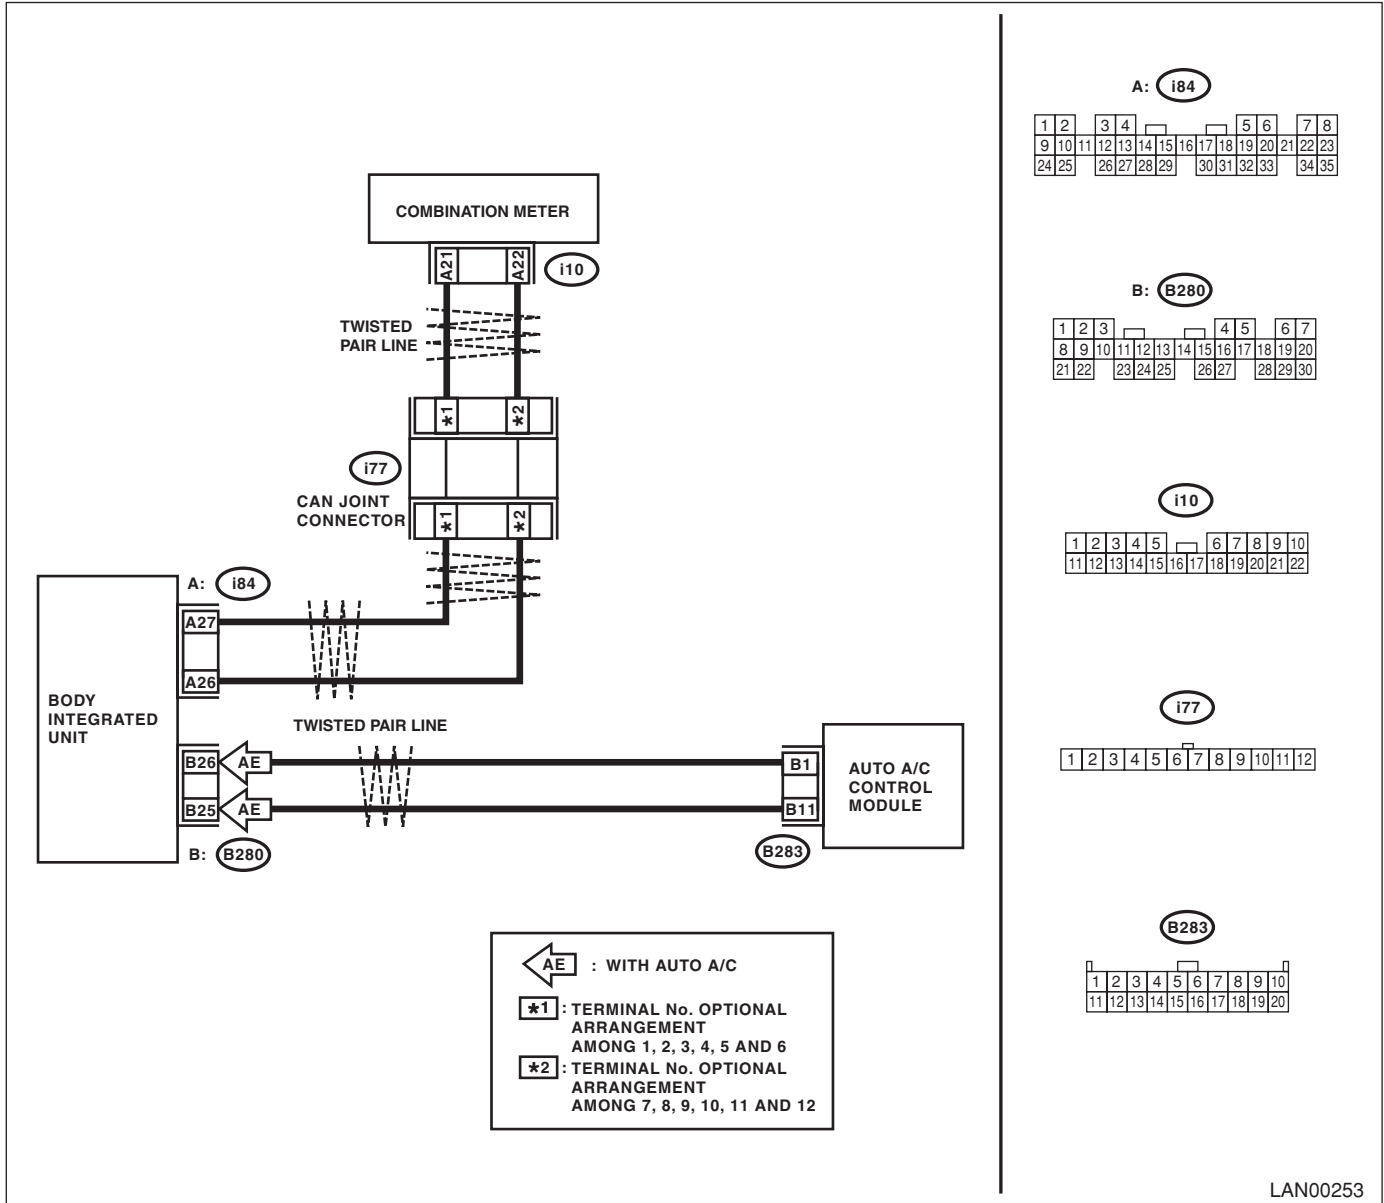 COMBINATION METER
A21 A22
i10
TWISTED
PAIR LINE
*1 *2
i77
CAN JOINT
CONNECTOR
*1 *2
A: i84
A27
A26
BODY
INTEGRATED
UNIT
TWISTED PAIR LINE
B26 AE
B25 AE
B: B280
B1
B11
AUTO A/C
CONTROL
MODULE
B283
AE : WITH AUTO A/C
*1 : TERMINAL No. OPTIONAL
ARRANGEMENT
AMONG 1, 2, 3, 4, 5 AND 6
*2 : TERMINAL No. OPTIONAL
ARRANGEMENT
AMONG 7, 8, 9, 10, 11 AND 12
A: i84
1 2 3 4 5 6 7 8
9 10 11 12 13 14 15 16 17 18 19 20 21 22 23
24 25 26 27 28 29 30 31 32 33 34 35
B: B280
1 2 3 4 5 6 7
8 9 10 11 12 13 14 15 16 17 18 19 20
21 22 23 24 25 26 27 28 29 30
i10
1 2 3 4 5 6 7 8 9 10
11 12 13 14 15 16 17 18 19 20 21 22
i77
1 2 3 4 5 6 7 8 9 10 11 12
B283
1 2 3 4 5 6 7 8 9 10
11 12 13 14 15 16 17 18 19 20
LAN00253